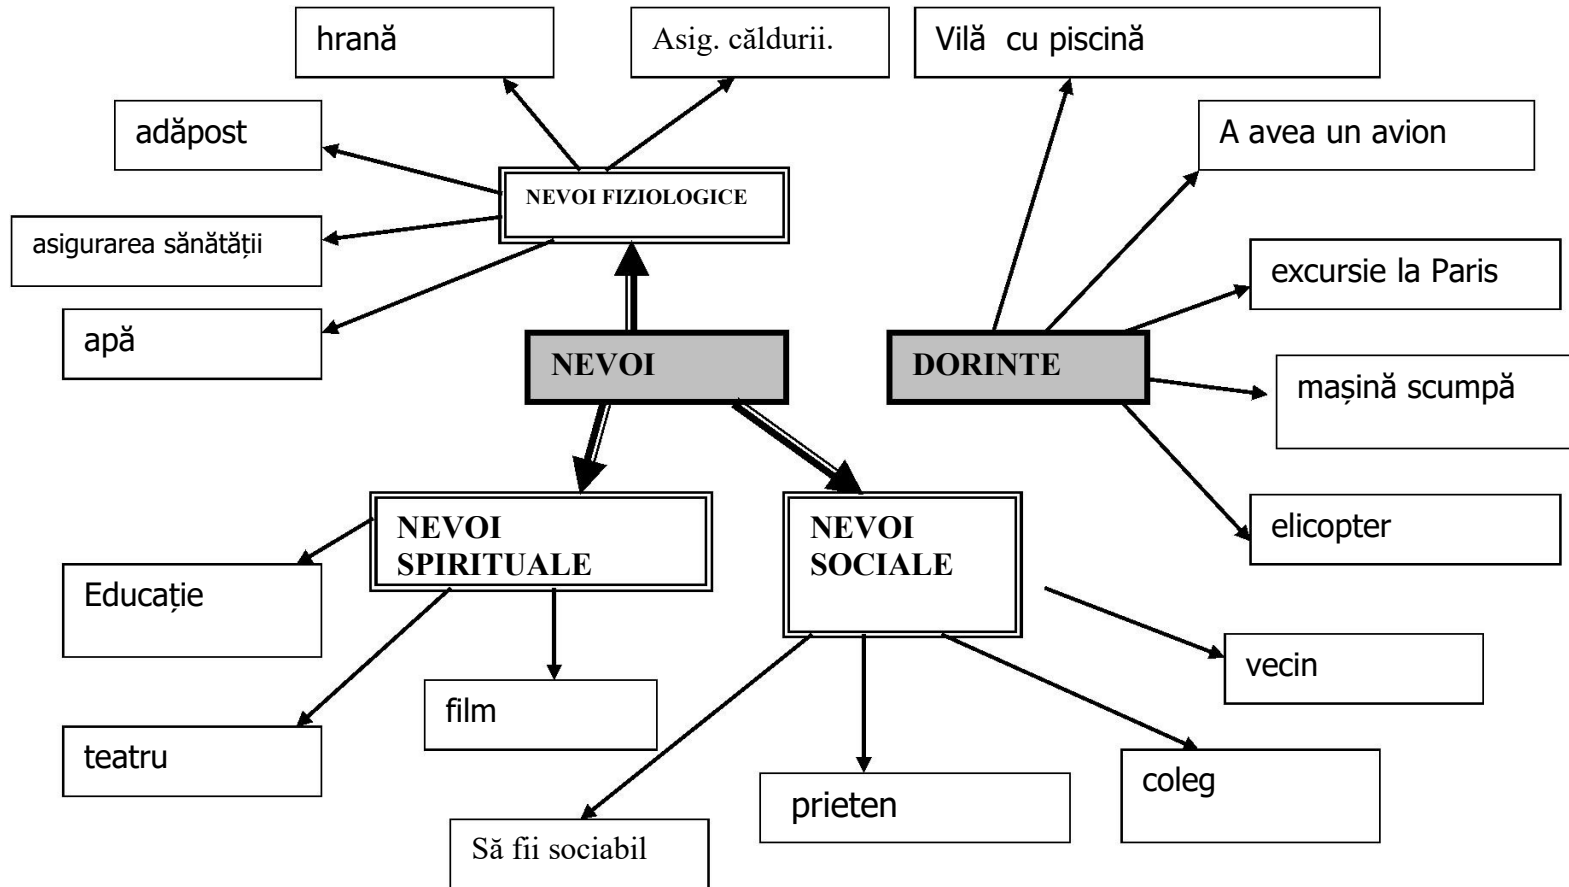 hrană
Asig. căldurii.
Vilă cu piscină
adăpost
A avea un avion
NEVOI FIZIOLOGICE
asigurarea sănătății
excursie la Paris
apă
NEVOI
DORINTE
mașină scumpă
NEVOI
SPIRITUALE
NEVOI
SOCIALE
elicopter
Educație
vecin
film
teatru
coleg
prieten
Să fii sociabil